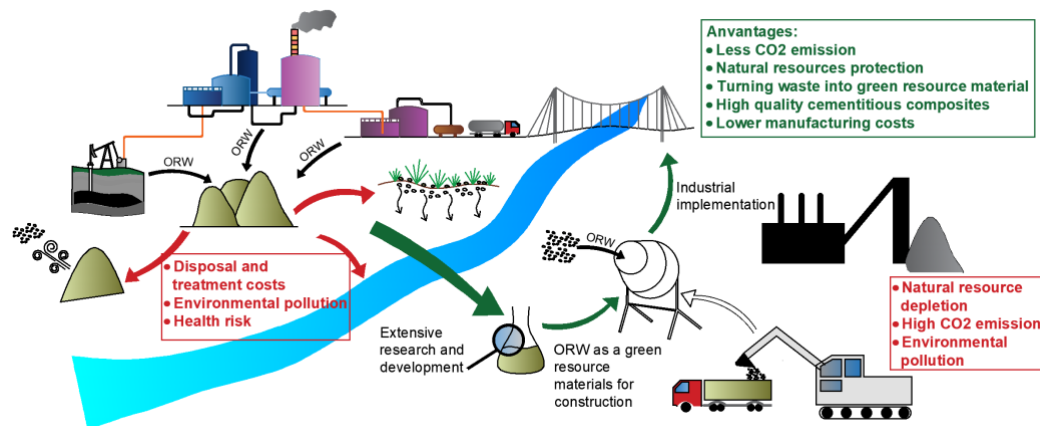 Anvantages:
• Less CO2 emission
• Natural resources protection
• Turning waste into green resource material
• High quality cementitious composites
• Lower manufacturing costs
ORW
ORW
ORW
Industrial
implementation
ORW
• Disposal and
treatment costs
• Environmental pollution
• Health risk
• Natural resource
depletion
• High CO2 emission
• Environmental
pollution
Extensive
research and
development
ORW as a green
resource
materials for
construction